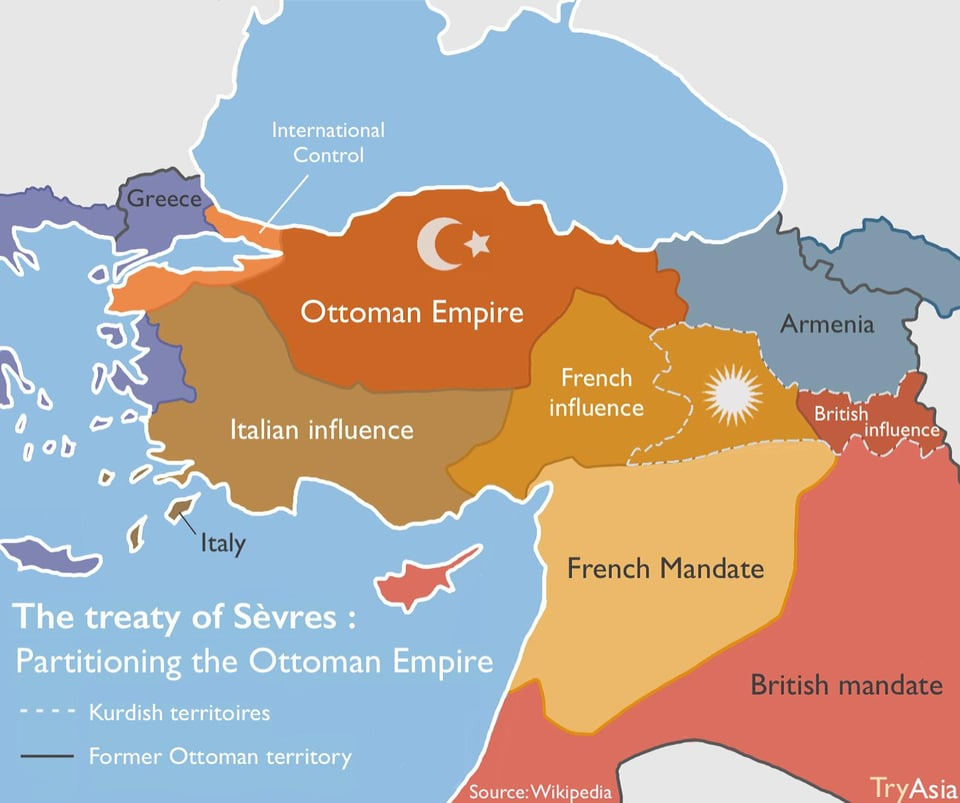 International
Control
Greece
Ottoman Empire
Armenia
French
influence
British
influence
Italian influence
Italy
French Mandate
The treaty of Sèvres :
Partitioning the Ottoman Empire
British mandate
Kurdish territoires
Former Ottoman territory
Source: Wikipedia
TryAsia